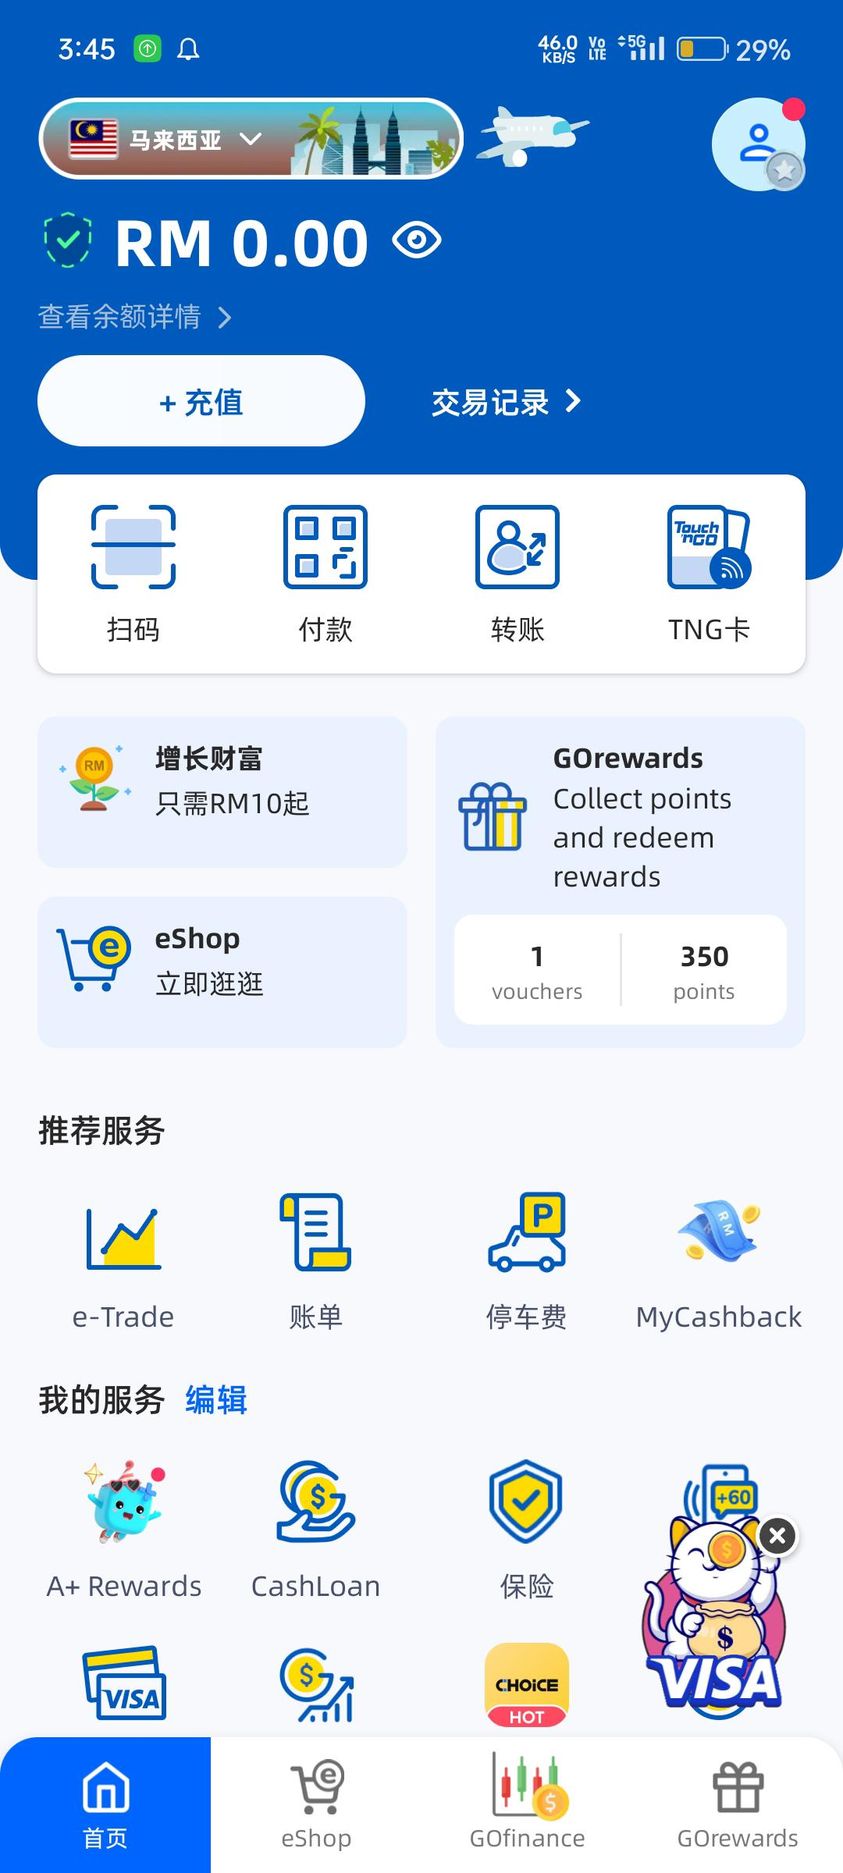 3:45
46.0 KB/S
Vo LTE
5G
29%
马来西亚
RM 0.00
查看余额详情
+ 充值
交易记录
Touch 'nGO
扫码
付款
转账
TNG卡
RM
增长财富
只需RM10起
GOrewards
Collect points
and redeem
rewards
e
eShop
立即逛逛
1
350
vouchers
points
推荐服务
P
RM
e-Trade
账单
停车费
MyCashback
我的服务
编辑
$
+60
$
A+ Rewards
CashLoan
保险
$
VISA
VISA
$
CHOiCE
HOT
e
$
首页
eShop
GOfinance
GOrewards